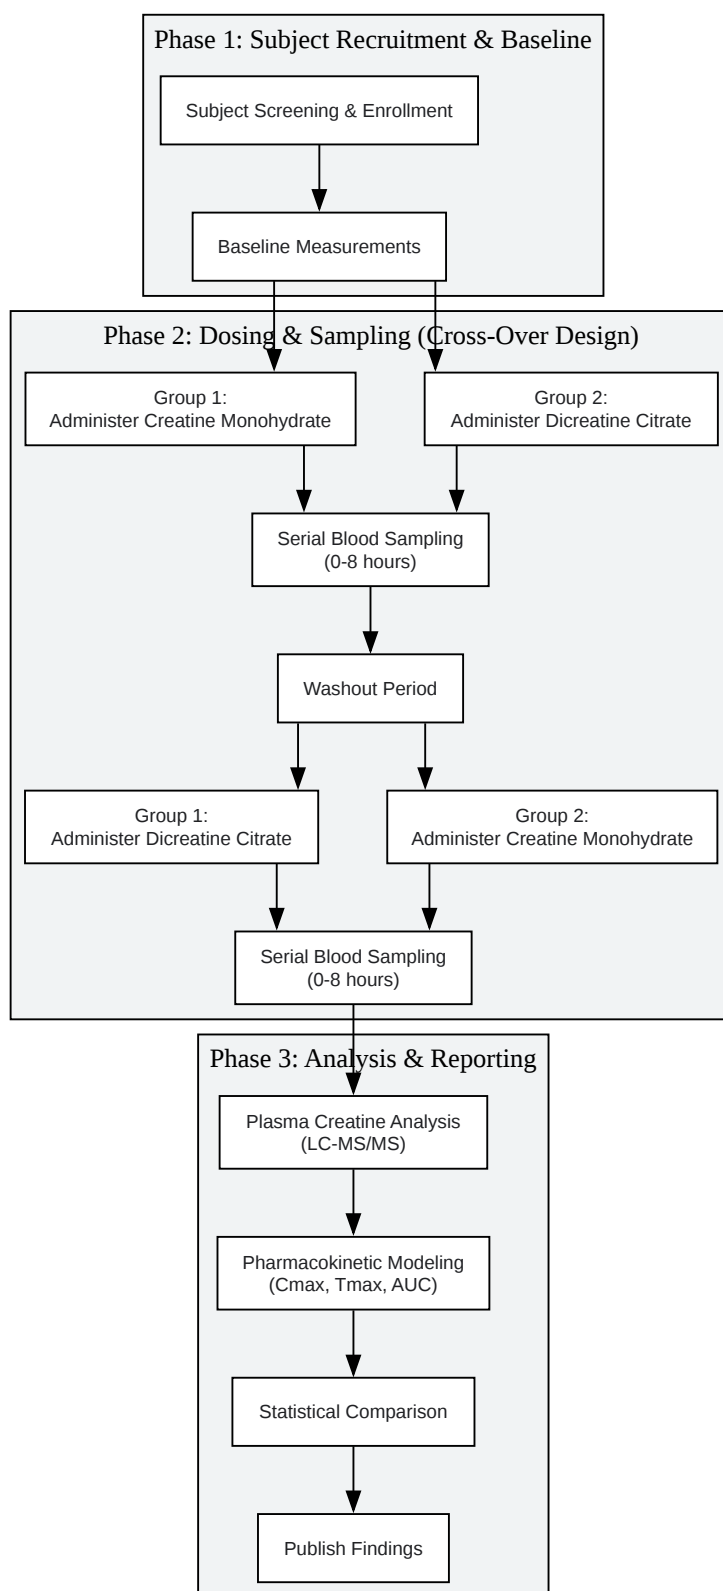 Phase 1: Subject Recruitment & Baseline
Subject Screening & Enrollment
Baseline Measurements
Phase 2: Dosing & Sampling (Cross-Over Design)
Group 1:
Administer Creatine Monohydrate
Group 2:
Administer Dicreatine Citrate
Serial Blood Sampling
(0-8 hours)
Washout Period
Group 1:
Administer Dicreatine Citrate
Group 2:
Administer Creatine Monohydrate
Serial Blood Sampling
(0-8 hours)
Phase 3: Analysis & Reporting
Plasma Creatine Analysis
(LC-MS/MS)
Pharmacokinetic Modeling
(Cmax, Tmax, AUC)
Statistical Comparison
Publish Findings